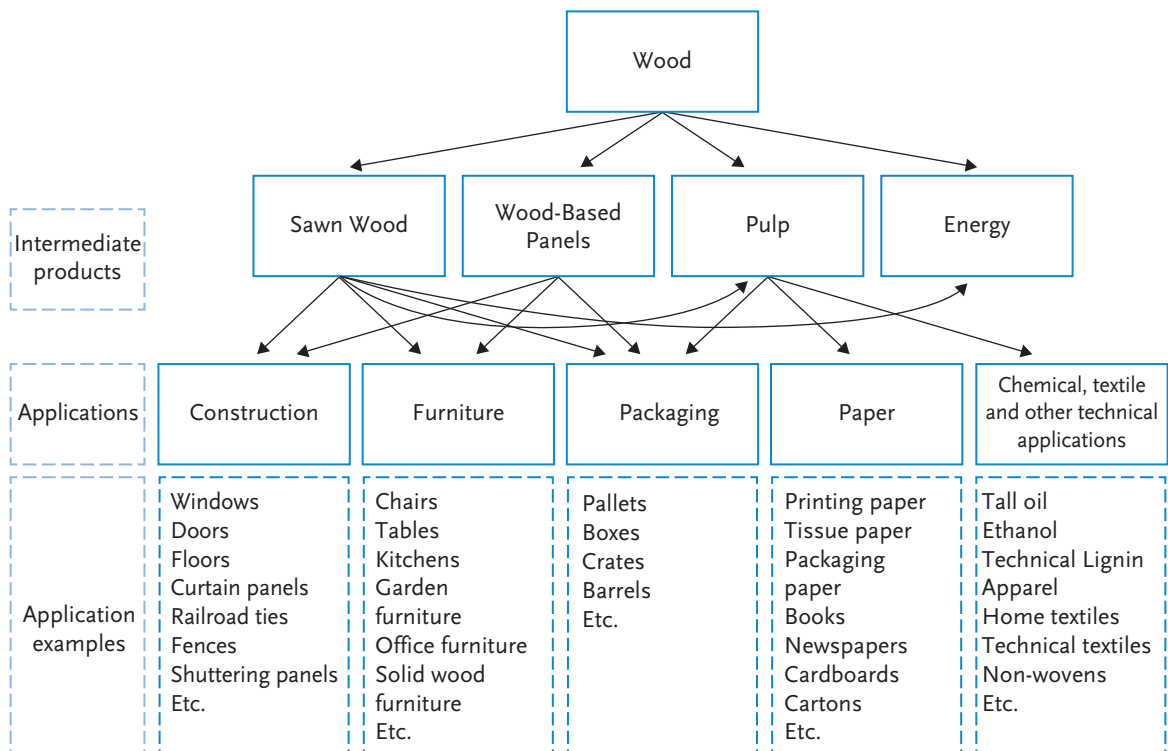 Wood
Sawn Wood
Wood-Based
Panels
Pulp
Energy
Intermediate
products
Applications
Construction
Furniture
Packaging
Paper
Chemical, textile
and other technical
applications
Application
examples
Windows
Doors
Floors
Curtain panels
Railroad ties
Fences
Shuttering panels
Etc.
Chairs
Tables
Kitchens
Garden
furniture
Office furniture
Solid wood
furniture
Etc.
Pallets
Boxes
Crates
Barrels
Etc.
Printing paper
Tissue paper
Packaging
paper
Books
Newspapers
Cardboards
Cartons
Etc.
Tall oil
Ethanol
Technical Lignin
Apparel
Home textiles
Technical textiles
Non-wovens
Etc.